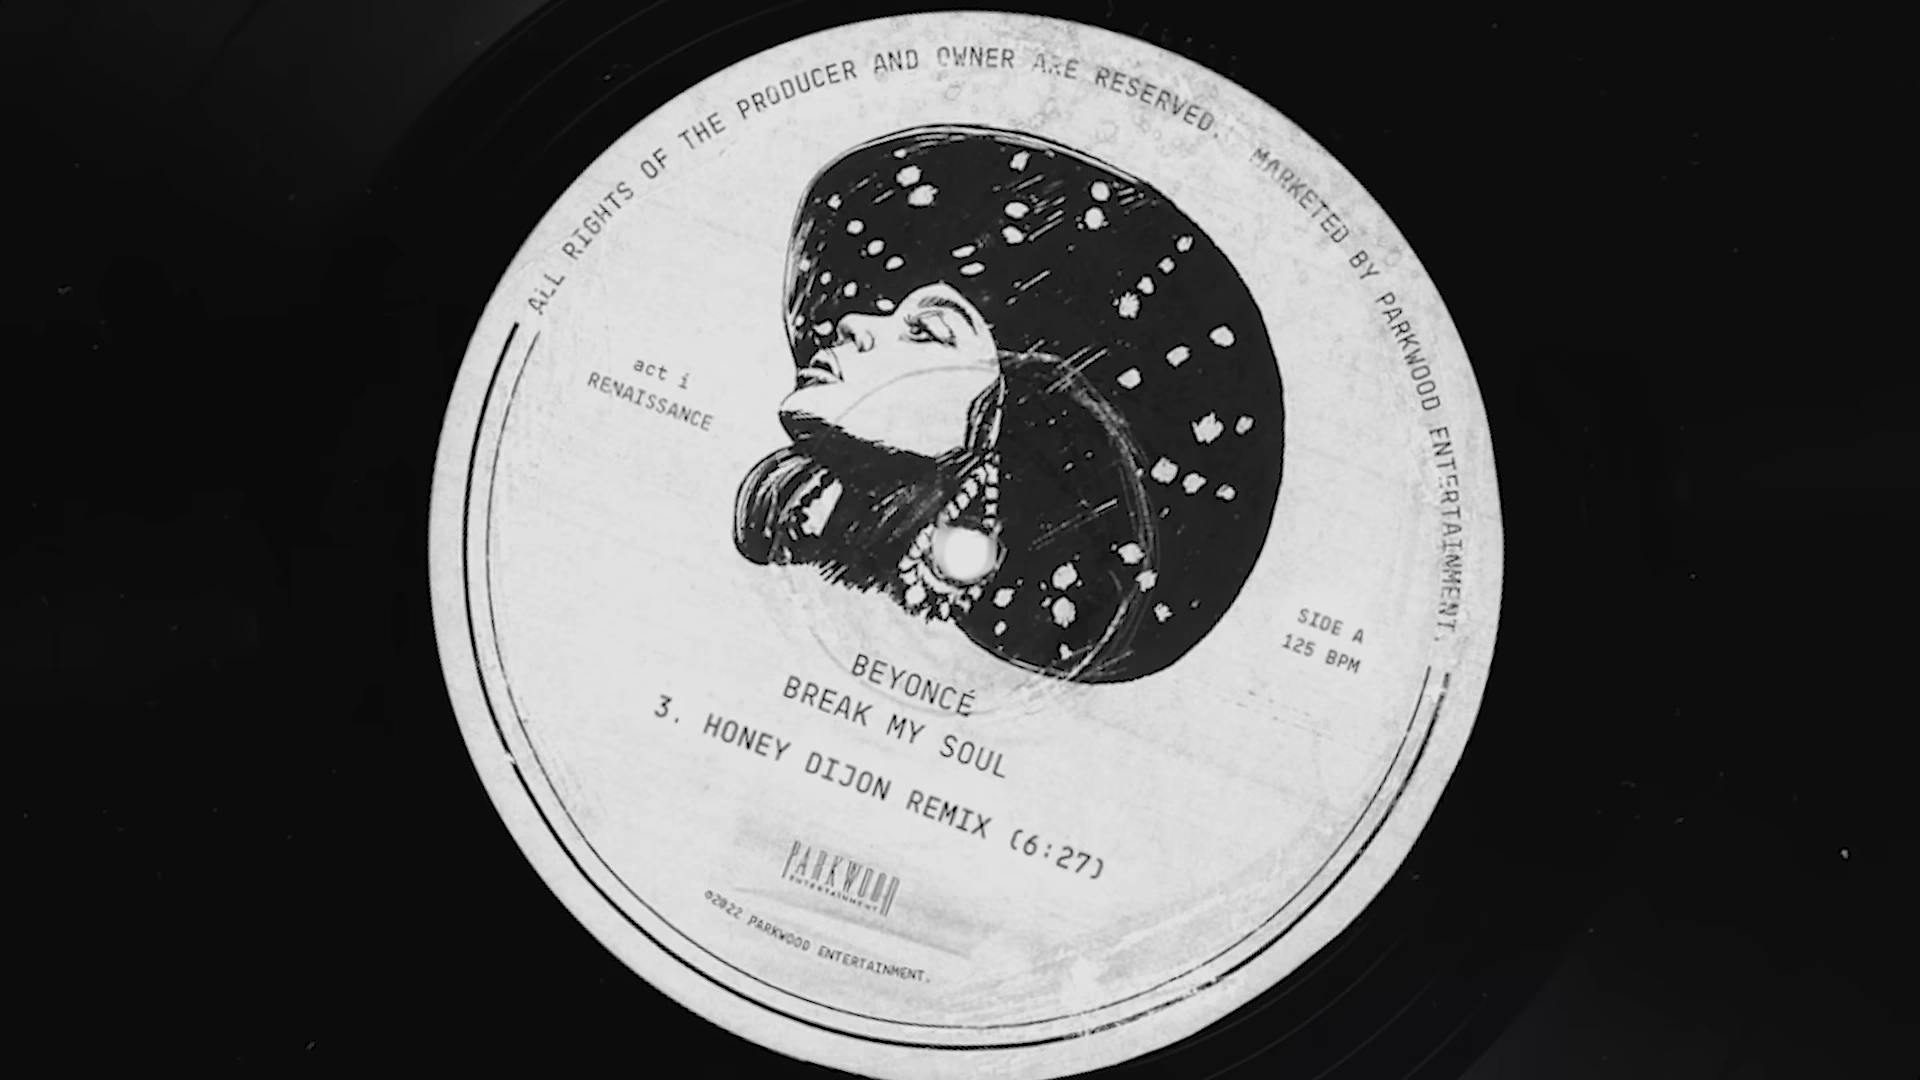 ALL RIGHTS OF THE PRODUCER AND OWNER ARE RESERVED. MARKETED BY PARKWOOD ENTERTAINMENT.
act i
RENAISSANCE
SIDE A
125 BPM
BEYONCÉ
BREAK MY SOUL
3. HONEY DIJON REMIX (6:27)
PARKWOOD
ENTERTAINMENT
©2022 PARKWOOD ENTERTAINMENT.